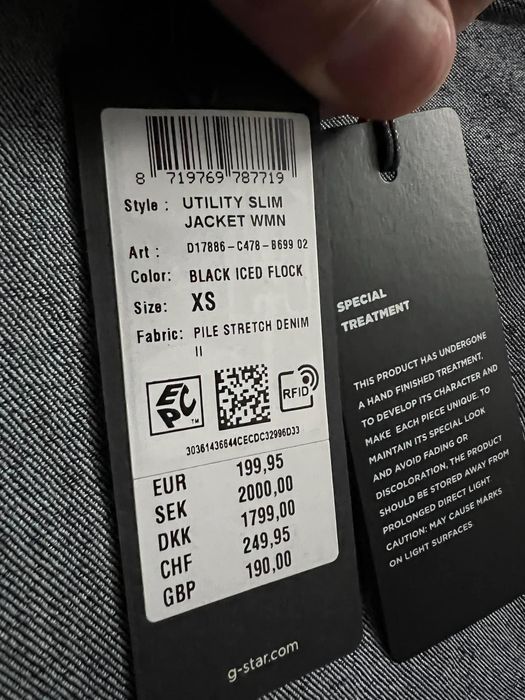 8 719769 787719
Style : UTILITY SLIM
JACKET WMN
Art : D17886-C478-B699 02
Color: BLACK ICED FLOCK
Size: XS
Fabric: PILE STRETCH DENIM
II
EPC TM
RFID
30361436644CECDC32996D33
EUR 199,95
SEK 2000,00
DKK 1799,00
CHF 249,95
GBP 190,00
g-star.com
SPECIAL
TREATMENT
THIS PRODUCT HAS UNDERGONE
A HAND FINISHED TREATMENT,
TO DEVELOP ITS CHARACTER AND
MAKE EACH PIECE UNIQUE. TO
MAINTAIN ITS SPECIAL LOOK
AND AVOID FADING OR
DISCOLORATION, THE PRODUCT
SHOULD BE STORED AWAY FROM
PROLONGED DIRECT LIGHT
CAUTION: MAY CAUSE MARKS
ON LIGHT SURFACES